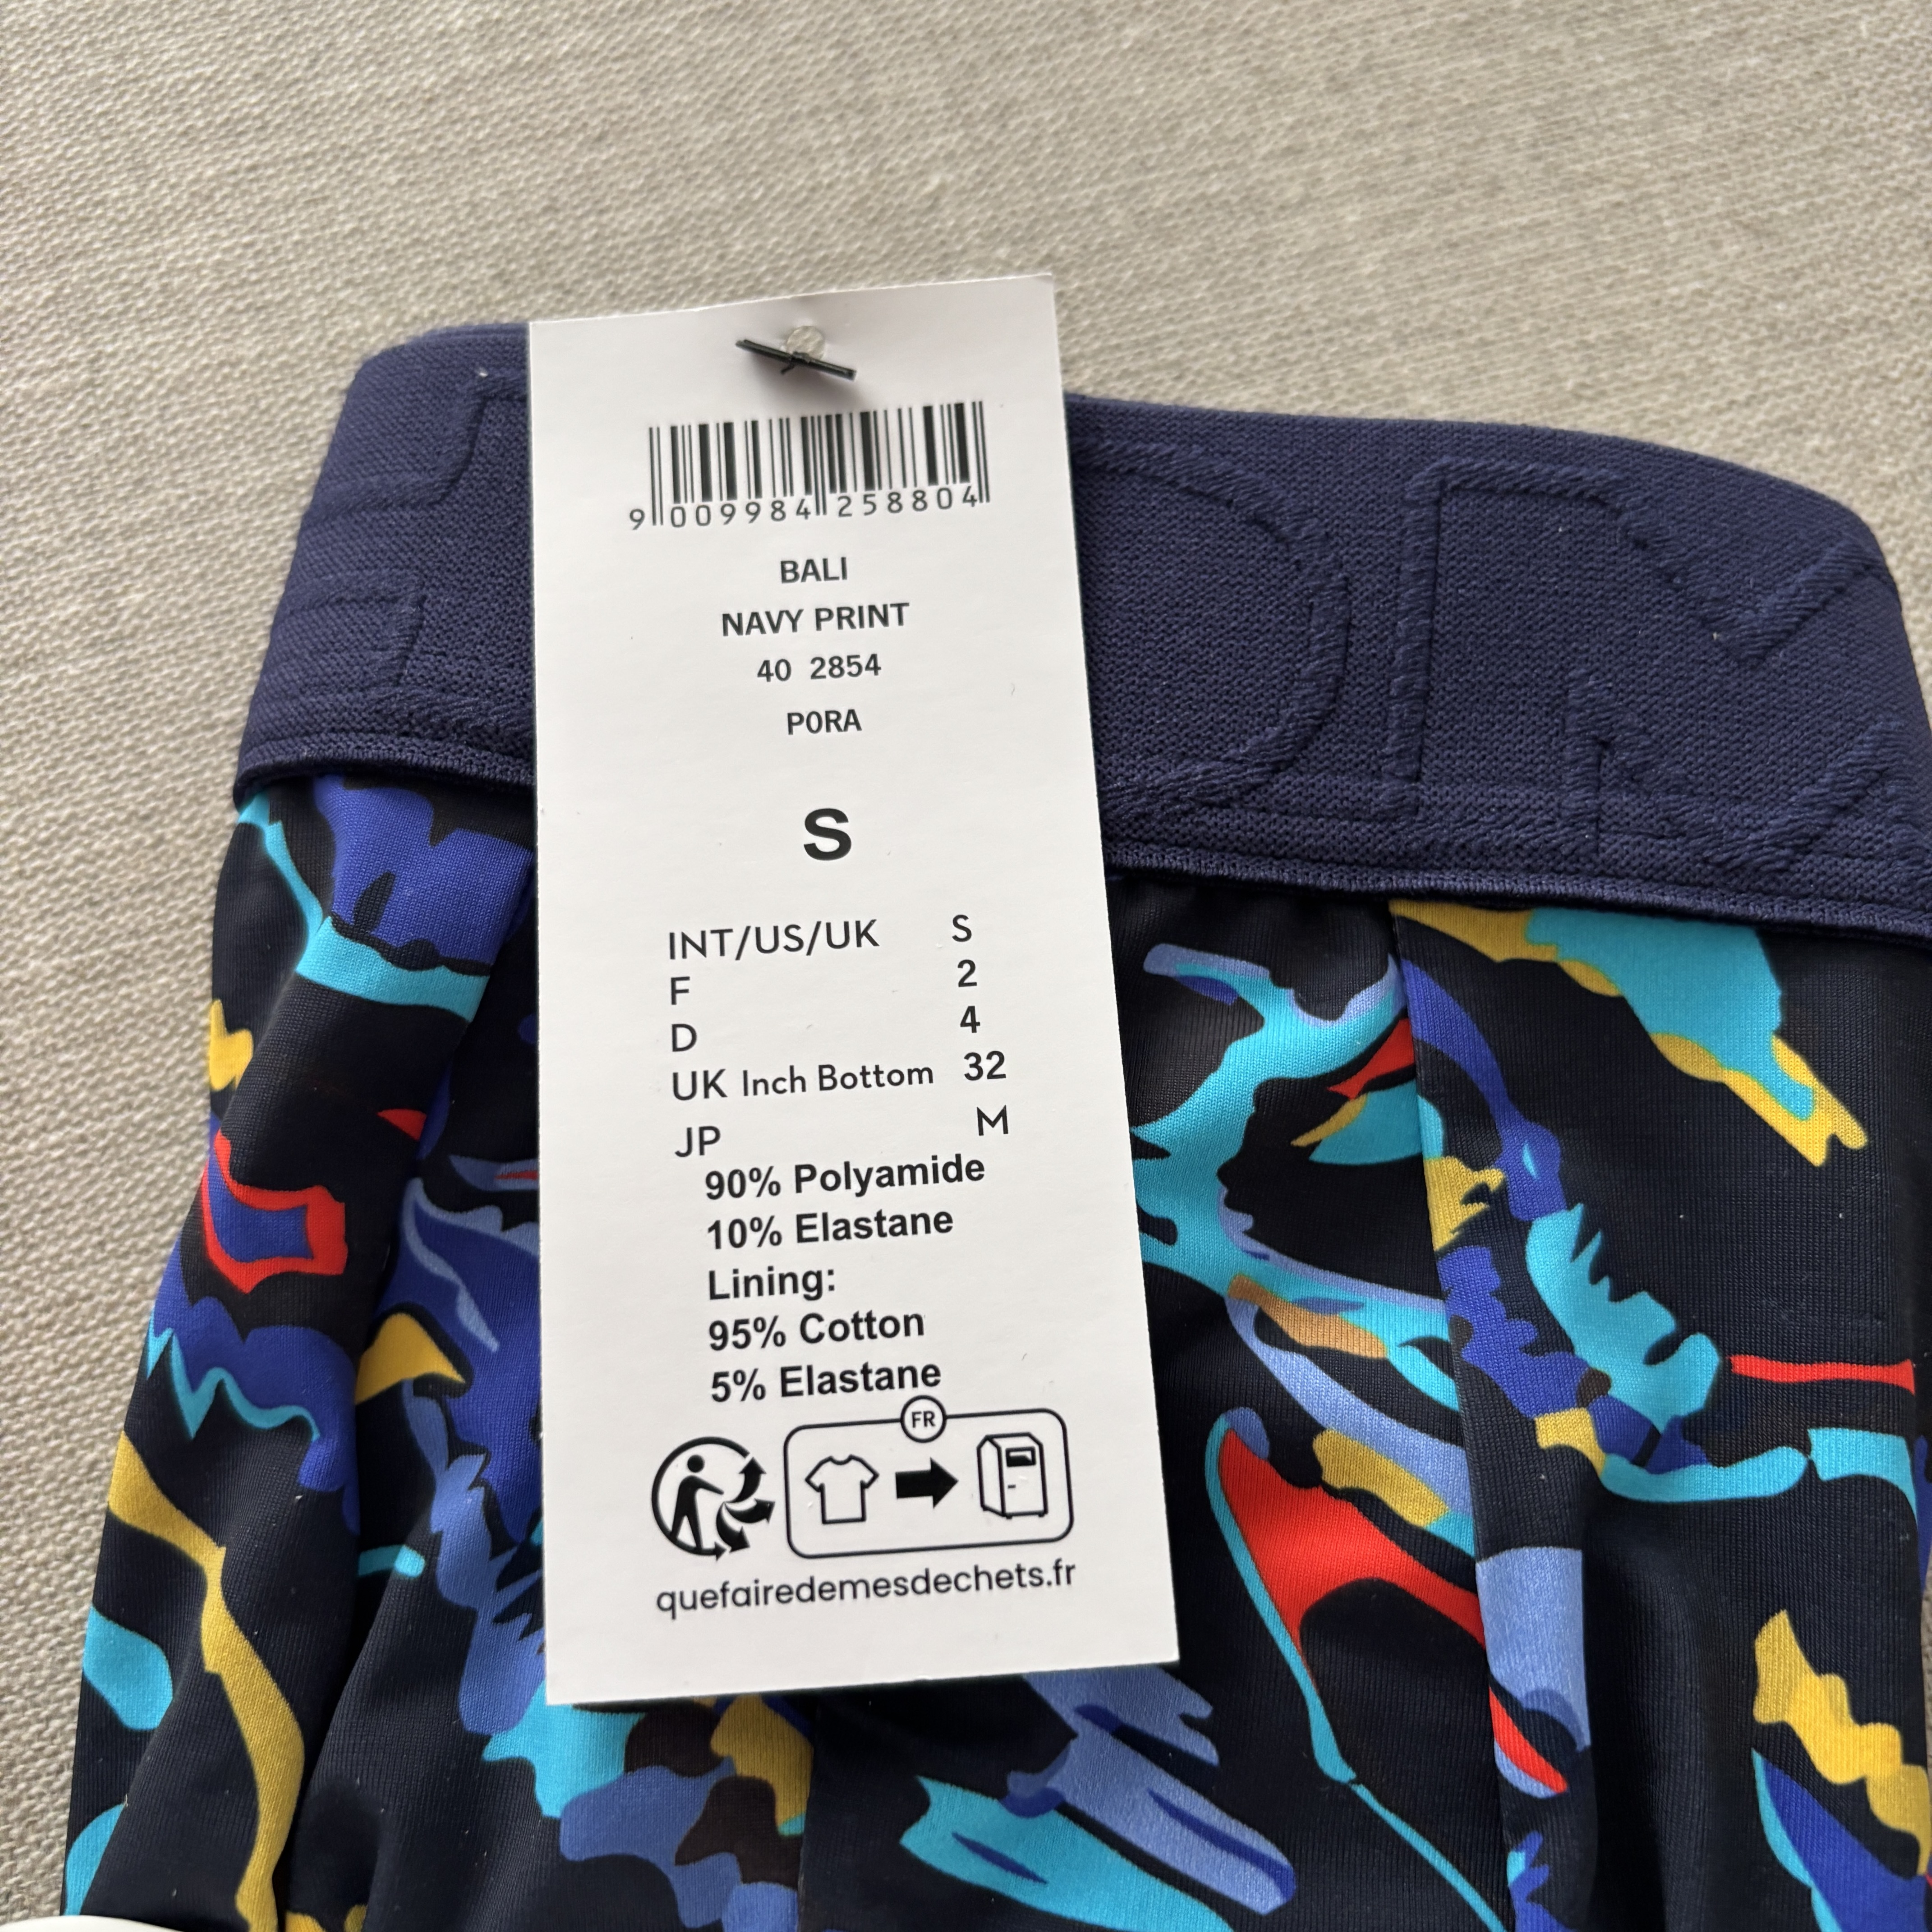 9 009984 258804
BALI
NAVY PRINT
40 2854
P0RA
S
INT/US/UK S
F 2
D 4
UK Inch Bottom 32
JP M
90% Polyamide
10% Elastane
Lining:
95% Cotton
5% Elastane
FR
quefairedemesdechets.fr